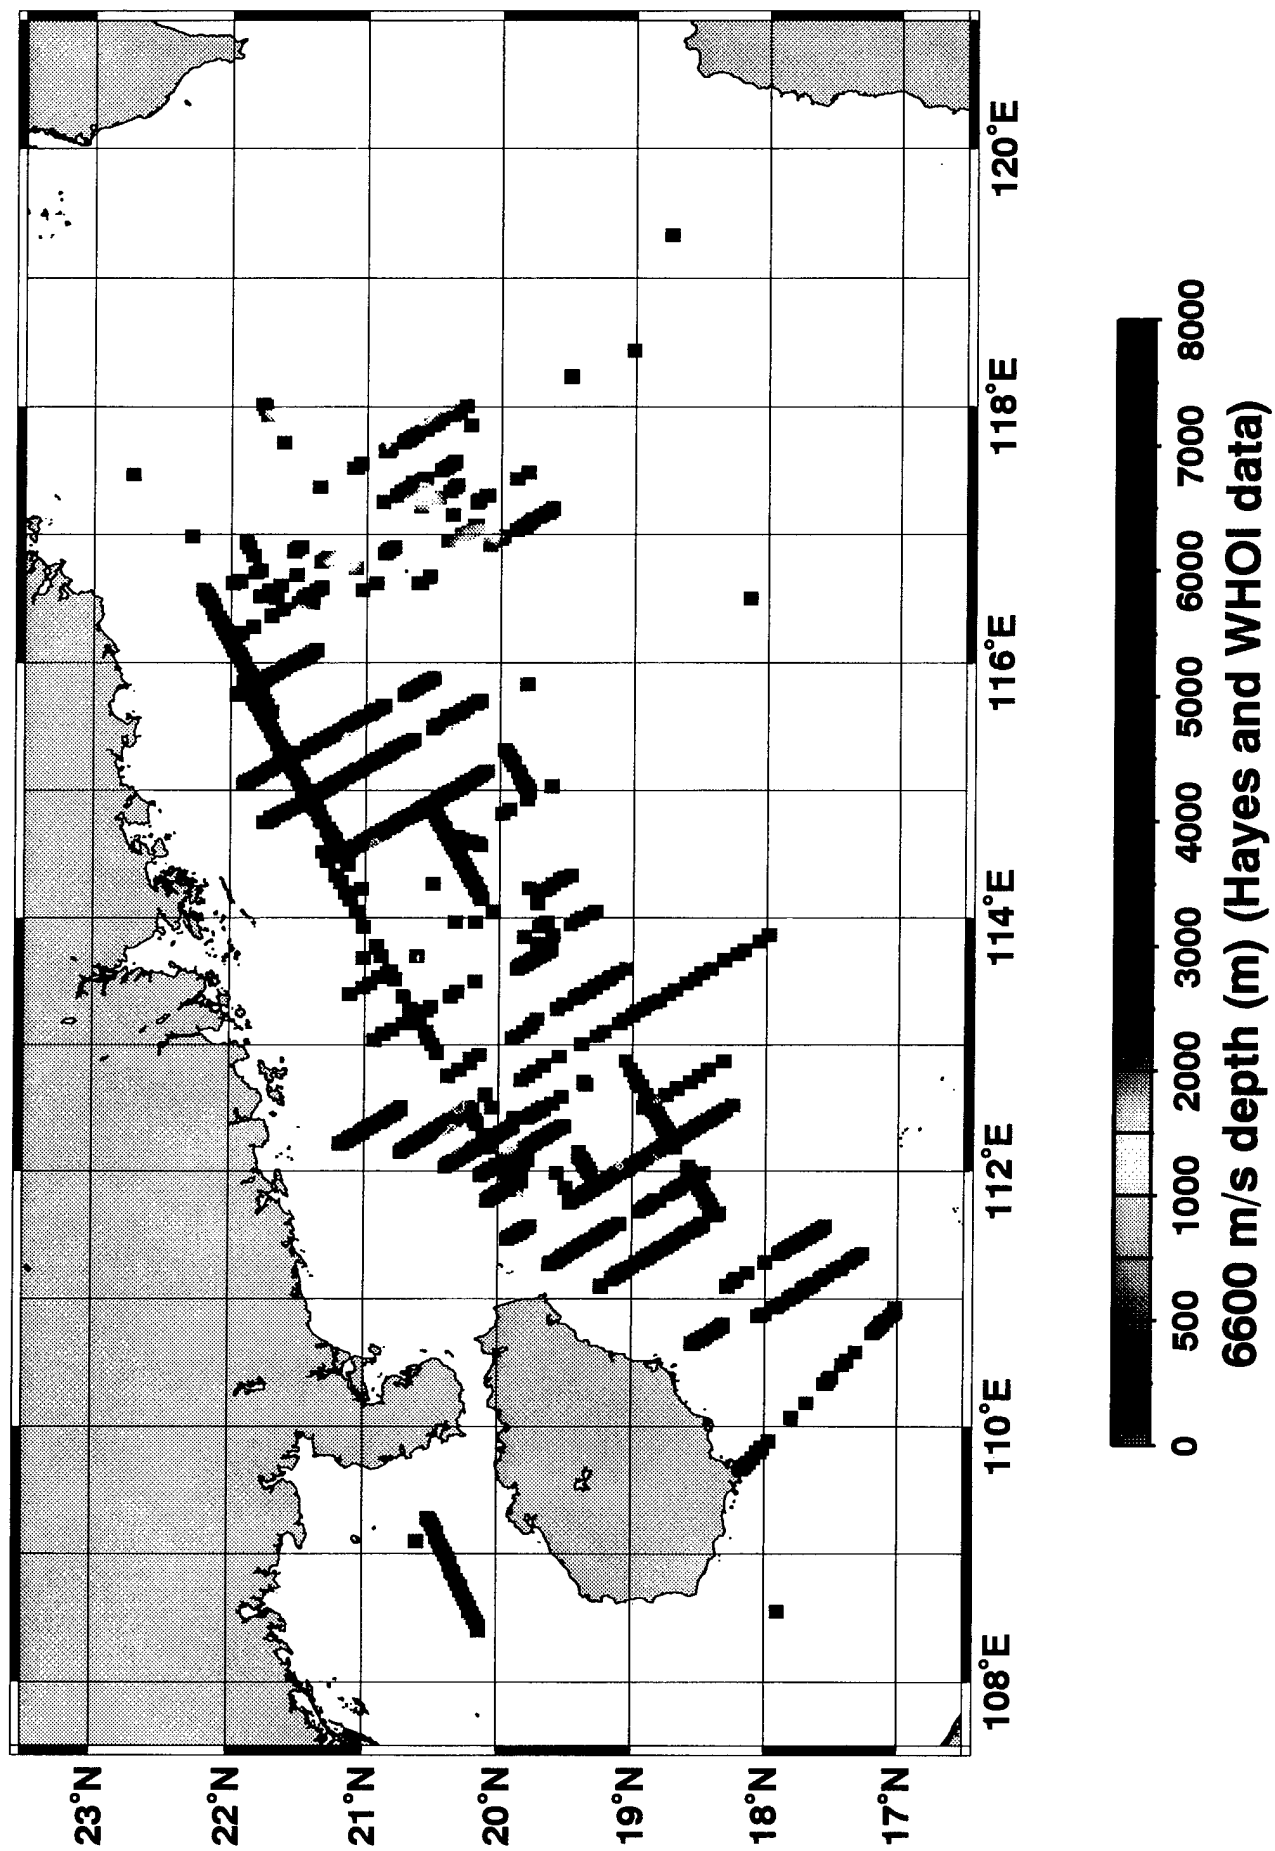 23°N
22°N
21°N
20°N
19°N
18°N
17°N
108°E
110°E
112°E
114°E
116°E
118°E
120°E
0
500
1000
2000
3000
4000
5000
6000
7000
8000
6600 m/s depth (m) (Hayes and WHOI data)